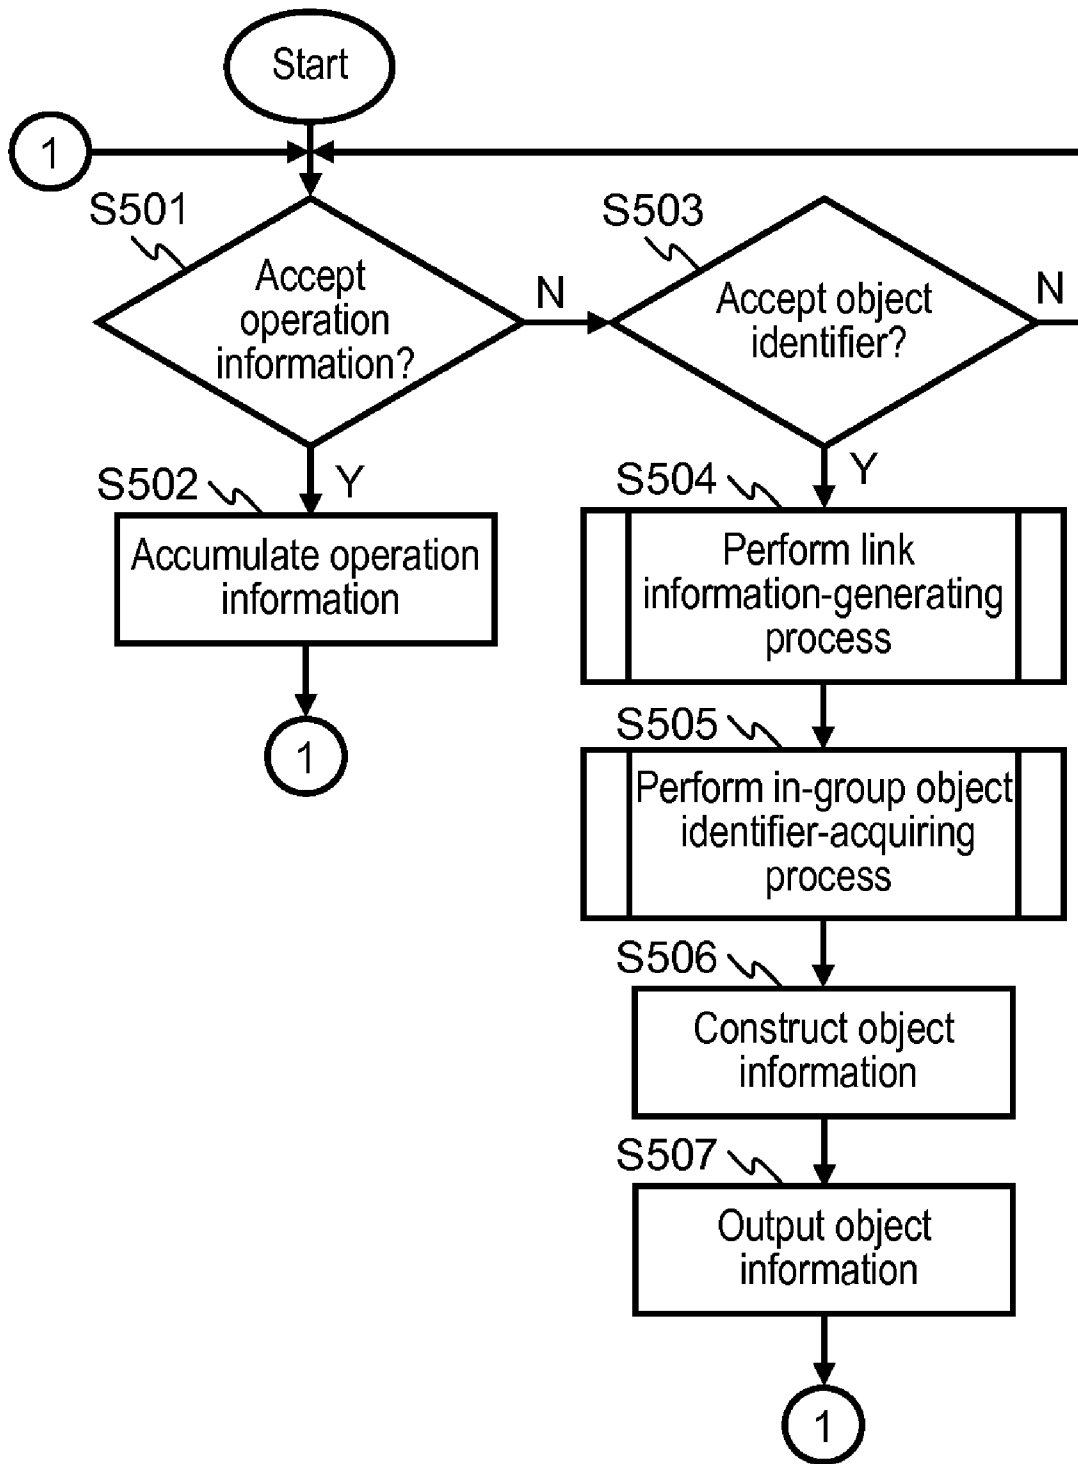 Start
1
S501
Accept
operation
information?
N
S503
Accept object
identifier?
N
Y
S502
Accumulate operation
information
1
Y
S504
Perform link
information-generating
process
S505
Perform in-group object
identifier-acquiring
process
S506
Construct object
information
S507
Output object
information
1